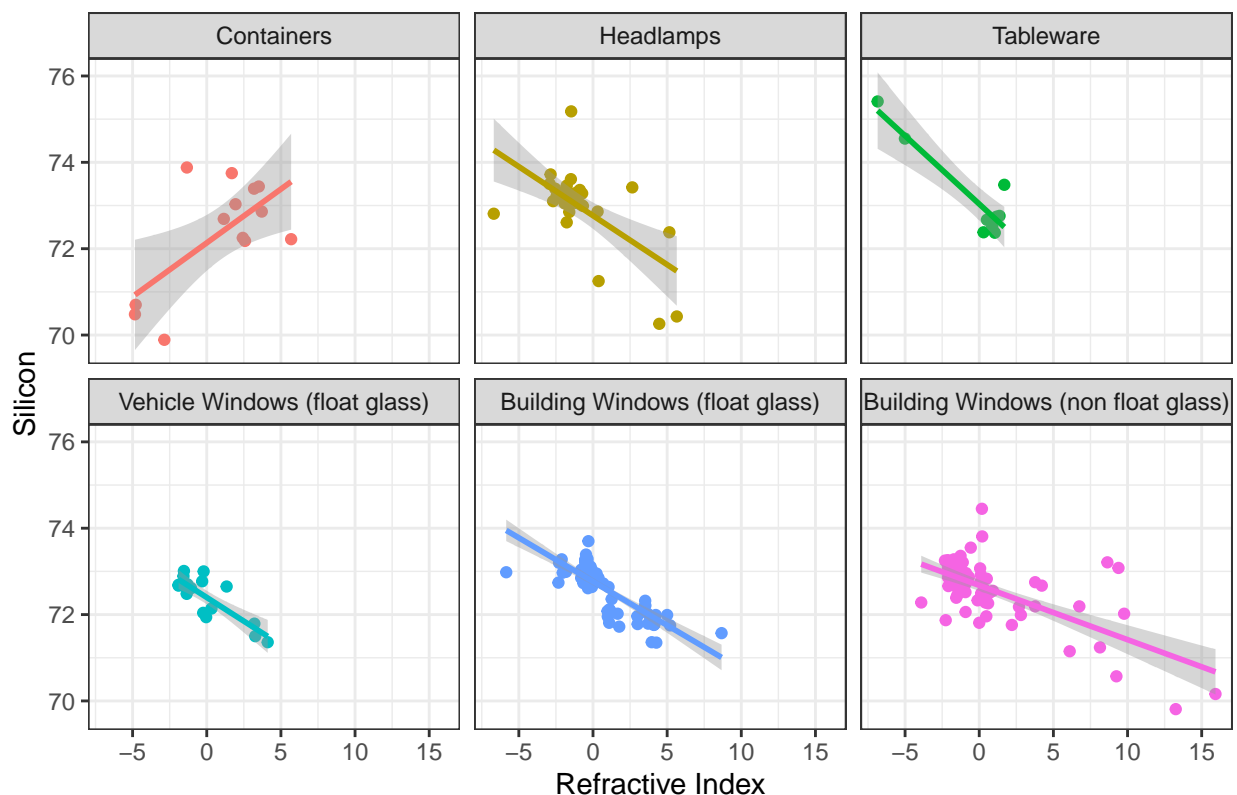 Containers
Headlamps
Tableware
76
74
72
70
Silicon
Vehicle Windows (float glass)
Building Windows (float glass)
Building Windows (non float glass)
76
74
72
70
−5 0 5 10 15
−5 0 5 10 15
−5 0 5 10 15
Refractive Index